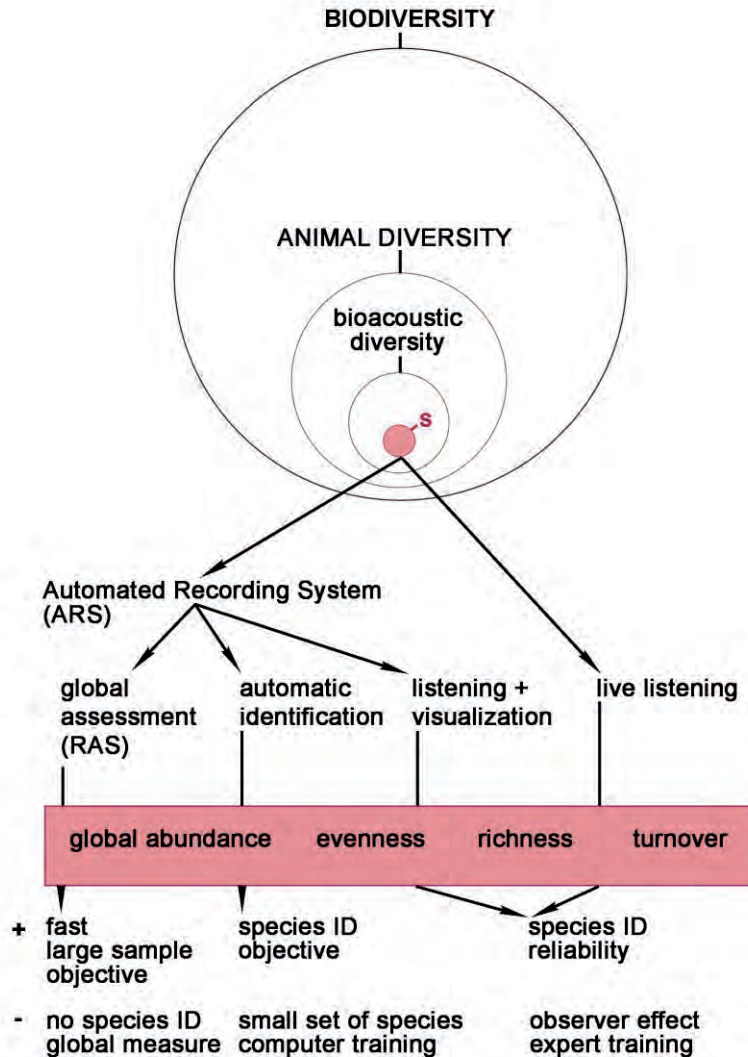 BIODIVERSITY
ANIMAL DIVERSITY
bioacoustic
diversity
s
Automated Recording System
(ARS)
global
assessment
(RAS)
automatic
identification
listening +
visualization
live listening
global abundance evenness richness turnover
+ fast
large sample
objective
species ID
objective
species ID
reliability
- no species ID
global measure
small set of species
computer training
observer effect
expert training